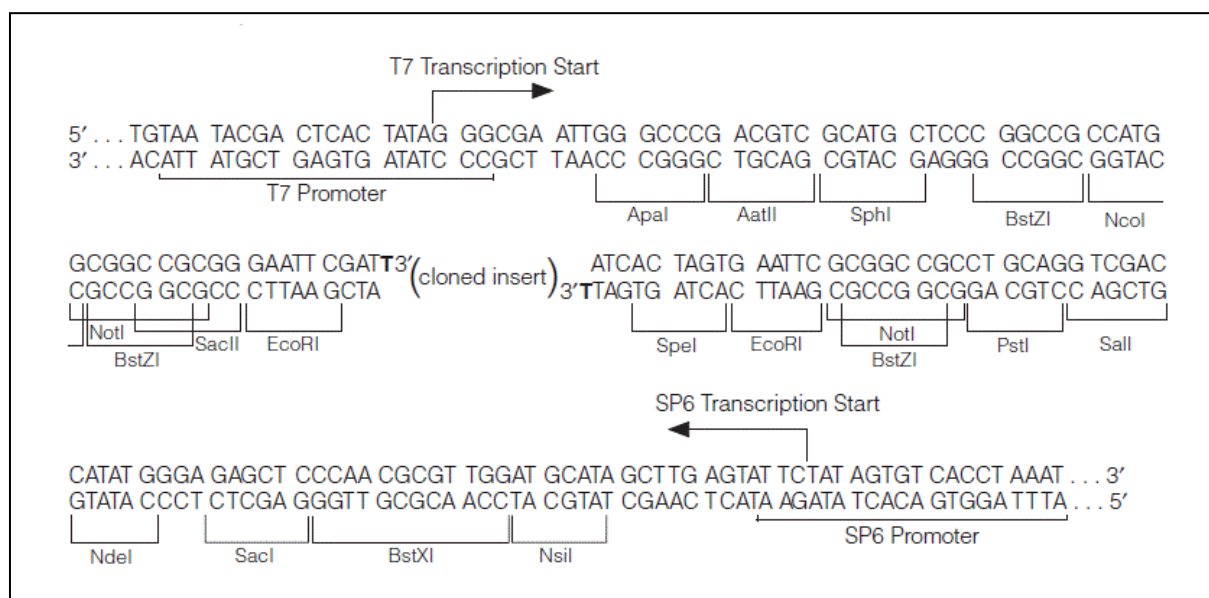 T7 Transcription Start
5′ . . . TGTAA TACGA CTCAC TATAG GGCGA ATTGG GCCCG ACGTC GCATG CTCCC GGCCG CCATG
3′ . . . ACATT ATGCT GAGTG ATATC CCGCT TAACC CGGGC TGCAG CGTAC GAGGG CCGGC GGTAC
T7 Promoter
ApaI AatII SphI BstZI NcoI
GCGGC CGCGG GAATT CGATT3′ (cloned insert) ATCAC TAGTG AATTC GCGGC CGCCT GCAGG TCGAC
CGCCG GCGCC CTTAAG CTA 3′TTAGTG ATCAC TTAAG CGCCG GCGGA CGTCC AGCTG
NotI SacII EcoRI SpeI EcoRI NotI PstI SalI
BstZI BstZI
SP6 Transcription Start
CATAT GGGA GAGCT CCCAA CGCGT TGGAT GCATA GCTTG AGTAT TCTAT AGTGT CACCT AAAT . . . 3′
GTATA CCCT CTCGAG GGTT GCGCA ACCTA CGTAT CGAAC TCATA AGATA TCACA GTGGA TTTA . . . 5′
NdeI SacI BstXI NsiI SP6 Promoter